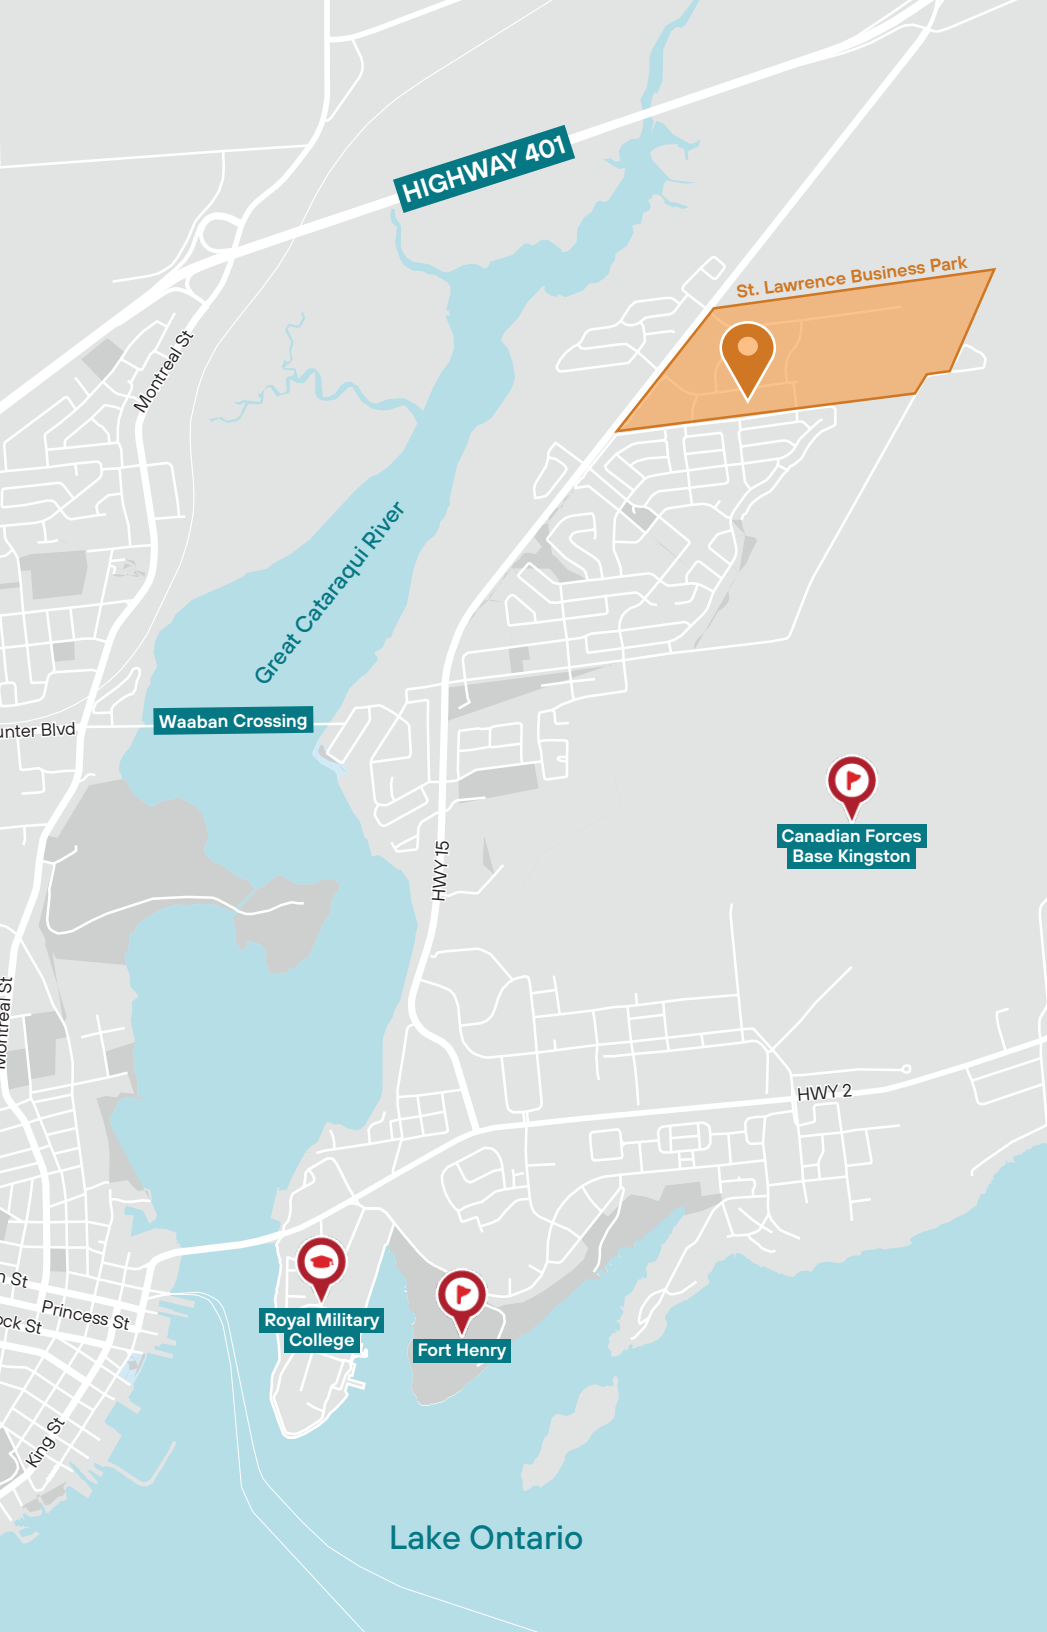 HIGHWAY 401
St. Lawrence Business Park
Montreal St
Great Cataraqui River
Waaban Crossing
unter Blvd
Canadian Forces
Base Kingston
HWY 15
Montreal St
HWY 2
n St
Princess St
ock St
Royal Military
College
Fort Henry
King St
Lake Ontario